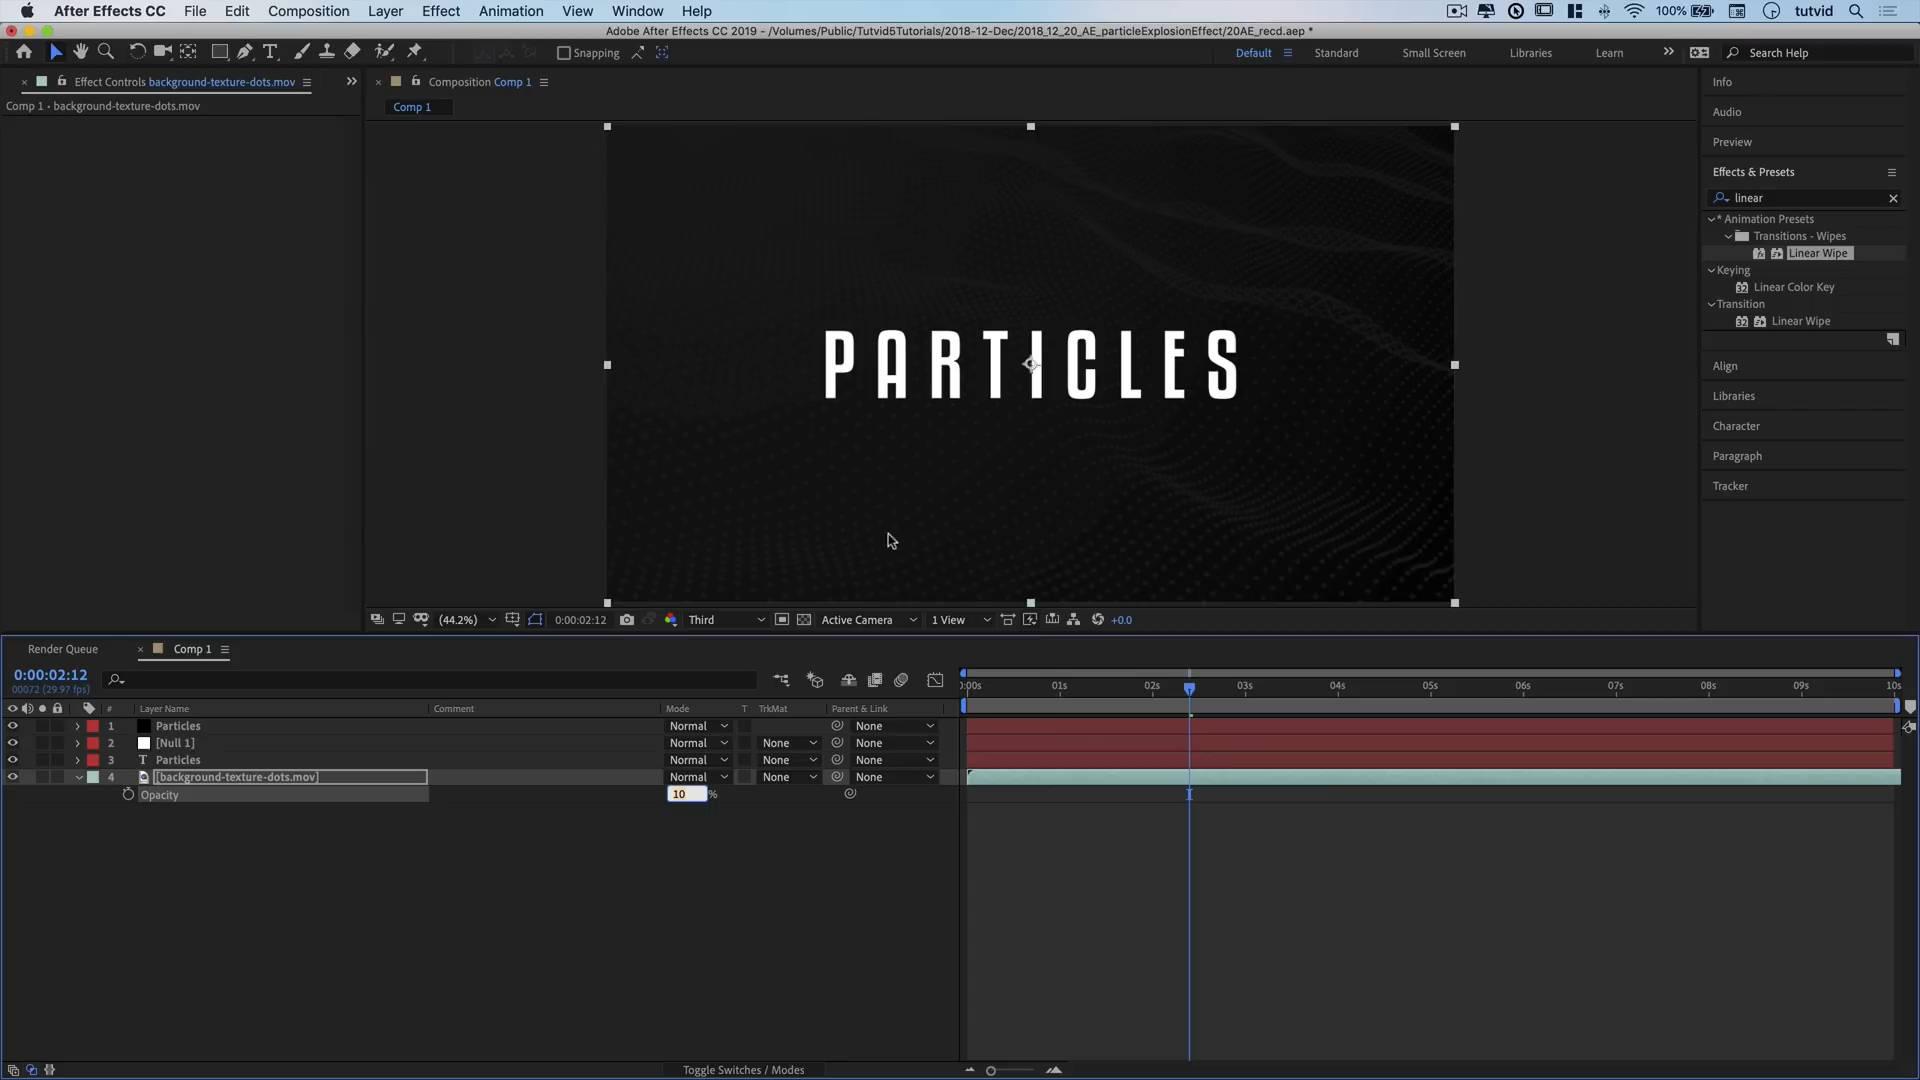 After Effects CC File Edit Composition Layer Effect Animation View Window Help 100% tutvid
Adobe After Effects CC 2019 - /Volumes/Public/Tutvid5Tutorials/2018-12-Dec/2018_12_20_AE_particleExplosionEffect/20AE_recd.aep *
Snapping Default Standard Small Screen Libraries Learn Search Help
Effect Controls background-texture-dots.mov
Composition Comp 1
Comp 1 • background-texture-dots.mov
Comp 1
Info
Audio
Preview
Effects & Presets
linear
* Animation Presets
Transitions - Wipes
Linear Wipe
Keying
32 Linear Color Key
Transition
32 Linear Wipe
Align
Libraries
Character
Paragraph
Tracker
PARTICLES
(44.2%) 0:00:02:12 Third Active Camera 1 View +0.0
Render Queue Comp 1
0:00:02:12
00072 (29.97 fps)
:00s 01s 02s 03s 04s 05s 06s 07s 08s 09s 10s
# Layer Name Comment Mode T TrkMat Parent & Link
1 Particles Normal None
2 [Null 1] Normal None None
3 T Particles Normal None None
4 [background-texture-dots.mov] Normal None None
Opacity 10 %
Toggle Switches / Modes